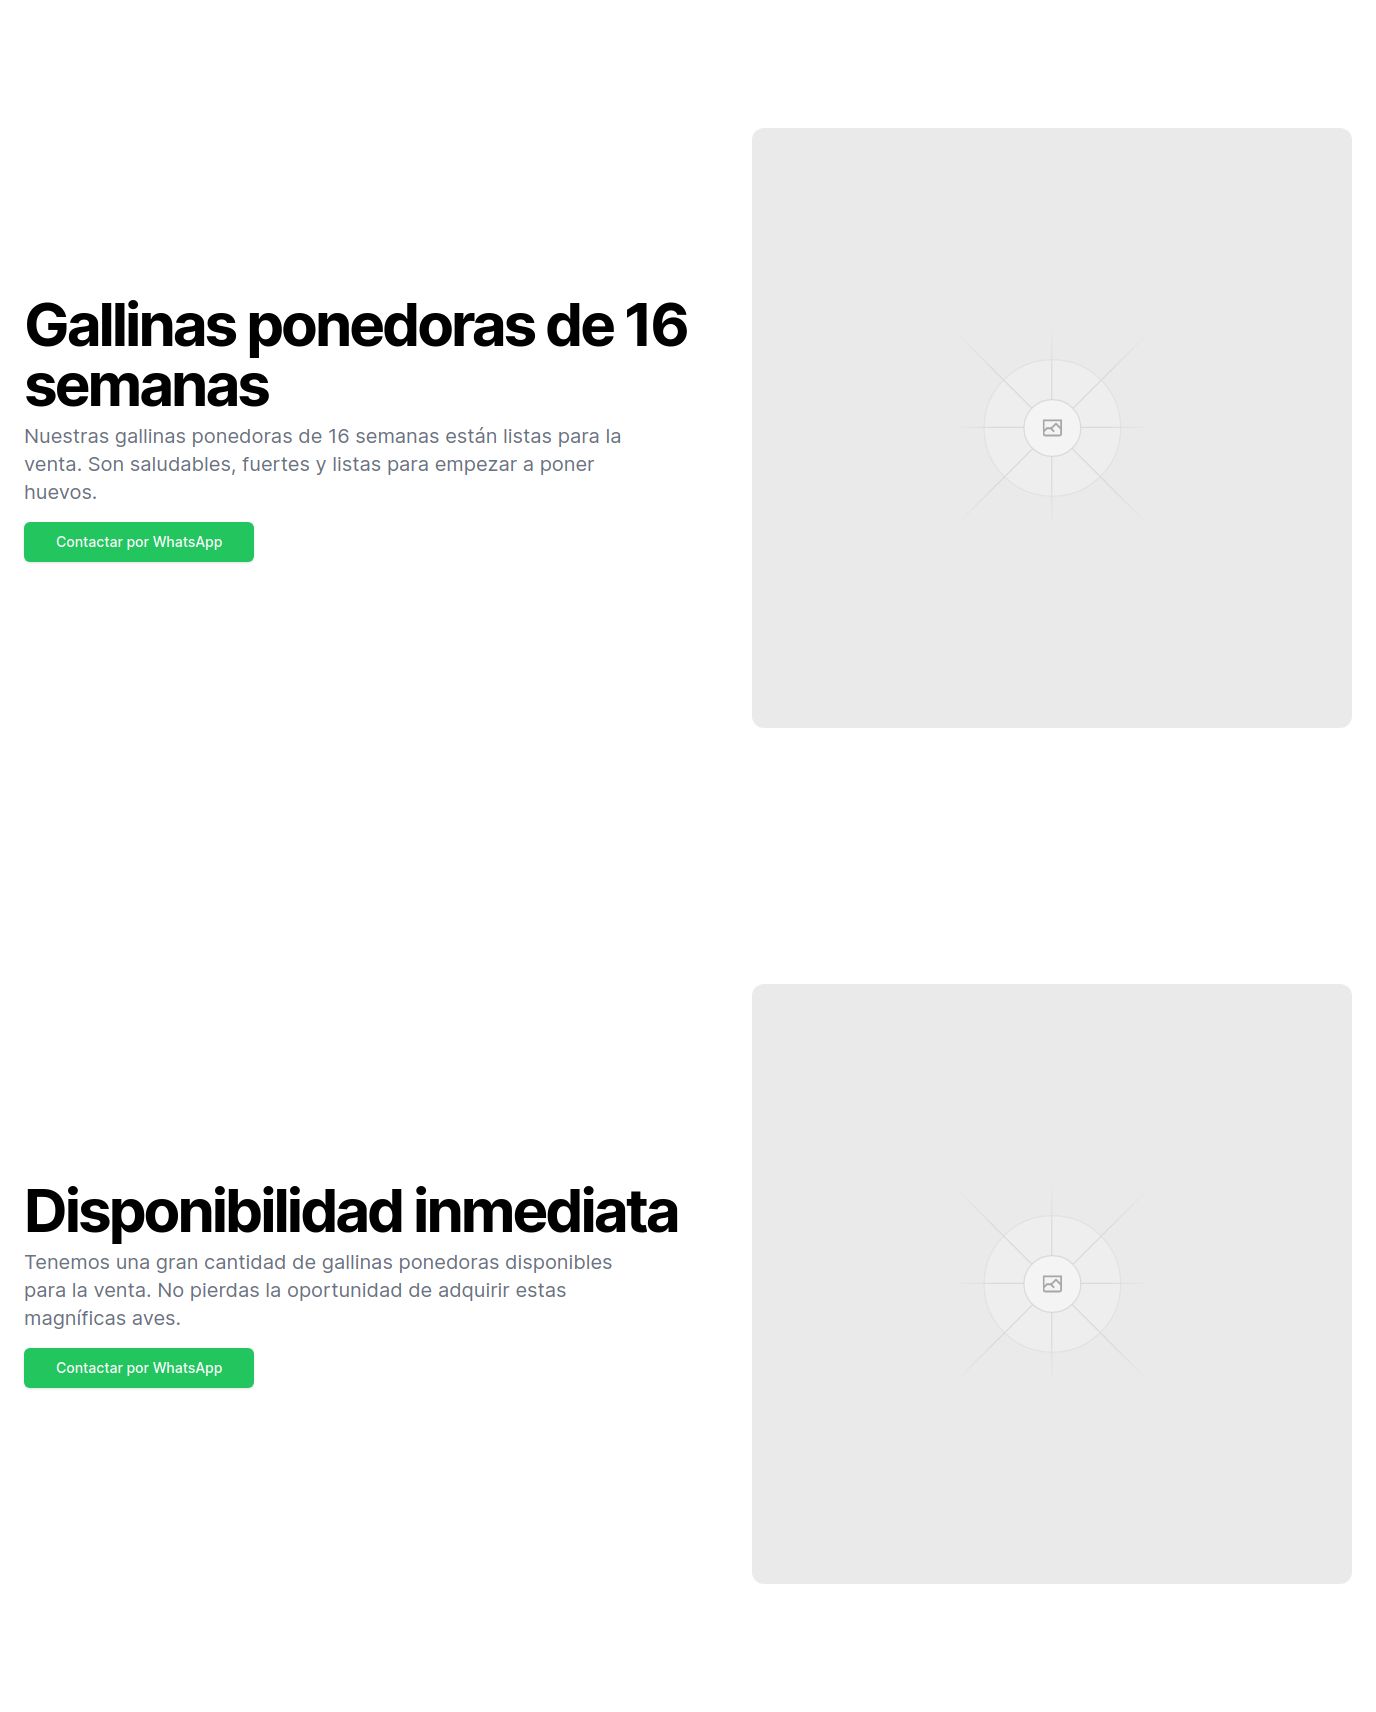 Gallinas ponedoras de 16
semanas
Nuestras gallinas ponedoras de 16 semanas están listas para la
venta. Son saludables, fuertes y listas para empezar a poner
huevos.
Contactar por WhatsApp
Disponibilidad inmediata
Tenemos una gran cantidad de gallinas ponedoras disponibles
para la venta. No pierdas la oportunidad de adquirir estas
magníficas aves.
Contactar por WhatsApp